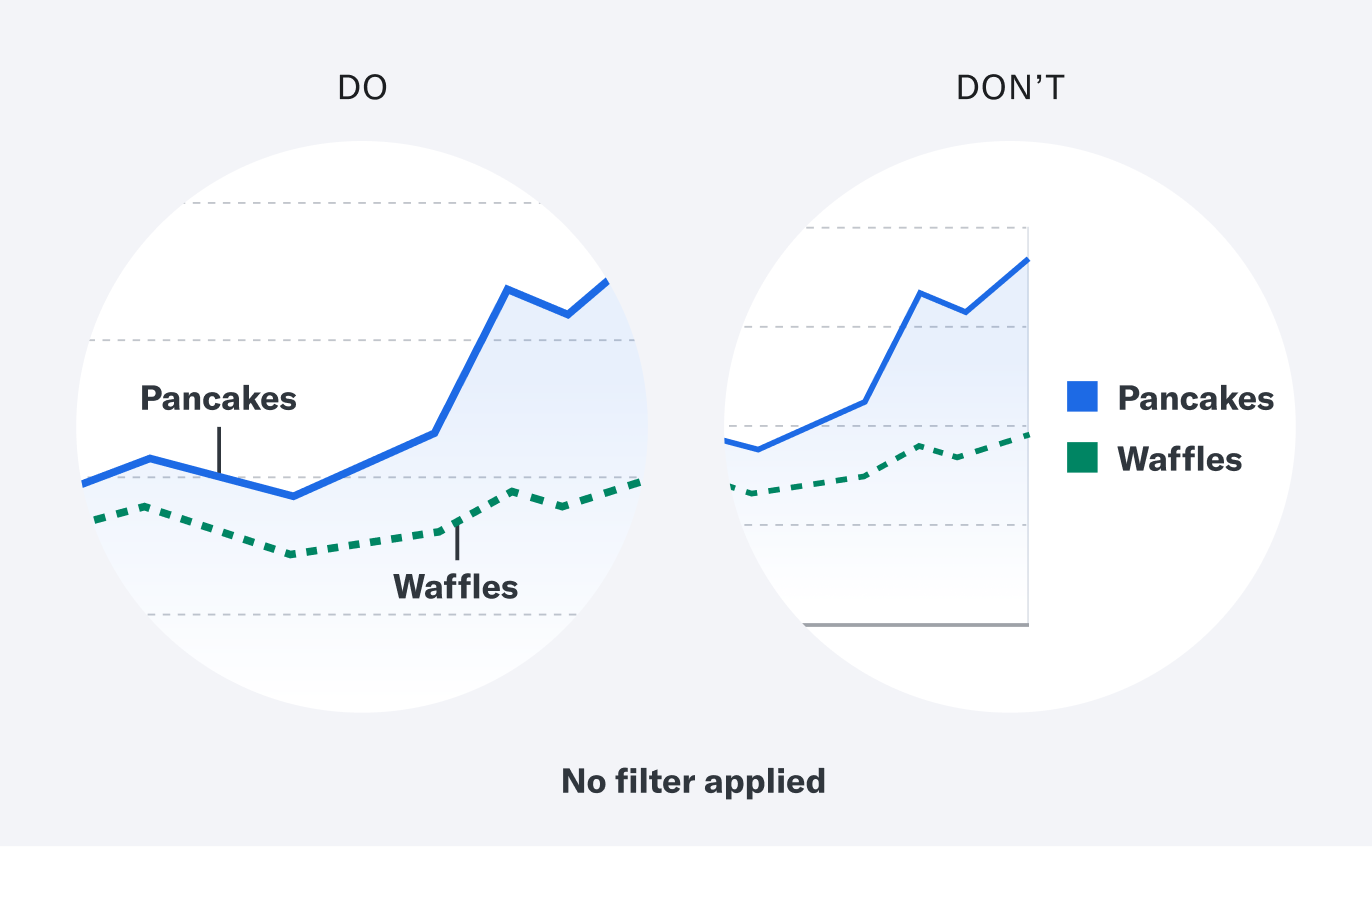 DO
DON’T
Pancakes
Waffles
Pancakes
Waffles
No filter applied